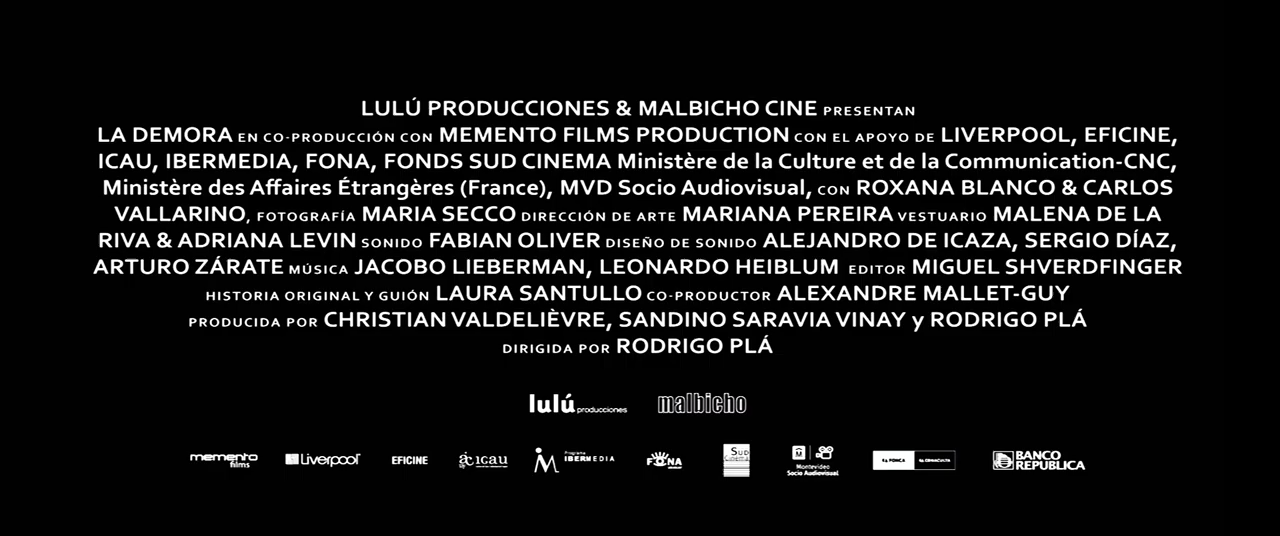 LULÚ PRODUCCIONES & MALBICHO CINE PRESENTAN
LA DEMORA EN CO-PRODUCCIÓN CON MEMENTO FILMS PRODUCTION CON EL APOYO DE LIVERPOOL, EFICINE,
ICAU, IBERMEDIA, FONA, FONDS SUD CINEMA Ministère de la Culture et de la Communication-CNC,
Ministère des Affaires Étrangères (France), MVD Socio Audiovisual, CON ROXANA BLANCO & CARLOS
VALLARINO, FOTOGRAFÍA MARIA SECCO DIRECCIÓN DE ARTE MARIANA PEREIRA VESTUARIO MALENA DE LA
RIVA & ADRIANA LEVIN SONIDO FABIAN OLIVER DISEÑO DE SONIDO ALEJANDRO DE ICAZA, SERGIO DÍAZ,
ARTURO ZÁRATE MÚSICA JACOBO LIEBERMAN, LEONARDO HEIBLUM EDITOR MIGUEL SHVERDFINGER
HISTORIA ORIGINAL Y GUIÓN LAURA SANTULLO CO-PRODUCTOR ALEXANDRE MALLET-GUY
PRODUCIDA POR CHRISTIAN VALDELIÈVRE, SANDINO SARAVIA VINAY y RODRIGO PLÁ
DIRIGIDA POR RODRIGO PLÁ
lulú producciones malbicho
memento films
Liverpool
EFICINE
icau
Programa IBERMEDIA
FONA
Sud Cinéma
Montevideo Socio Audiovisual
BANCO REPUBLICA